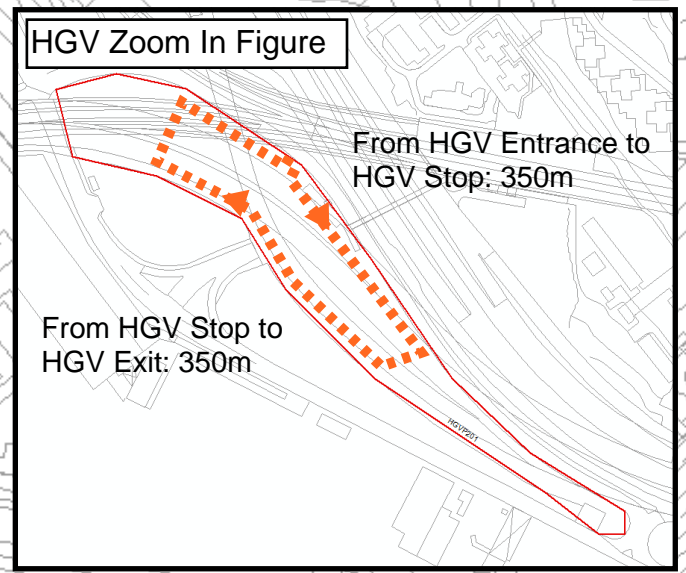 HGV Zoom In Figure
From HGV Entrance to
HGV Stop: 350m
From HGV Stop to
HGV Exit: 350m
HGVP201